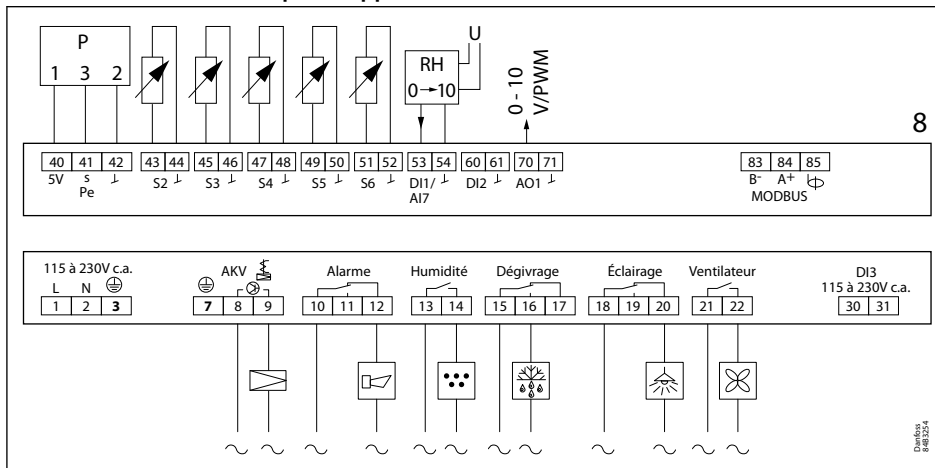 P
1 3 2
U
RH
0→10
0 - 10
V/PWM
8
40 41 42 43 44 45 46 47 48 49 50 51 52 53 54 60 61 70 71 83 84 85
5V s S2 S3 S4 S5 S6 DI1/ DI2 AO1 B- A+
Pe AI7 MODBUS
115 à 230V c.a. AKV Alarme Humidité Dégivrage Éclairage Ventilateur DI3
L N 115 à 230V c.a.
1 2 3 7 8 9 10 11 12 13 14 15 16 17 18 19 20 21 22 30 31
Danfoss
84B3254